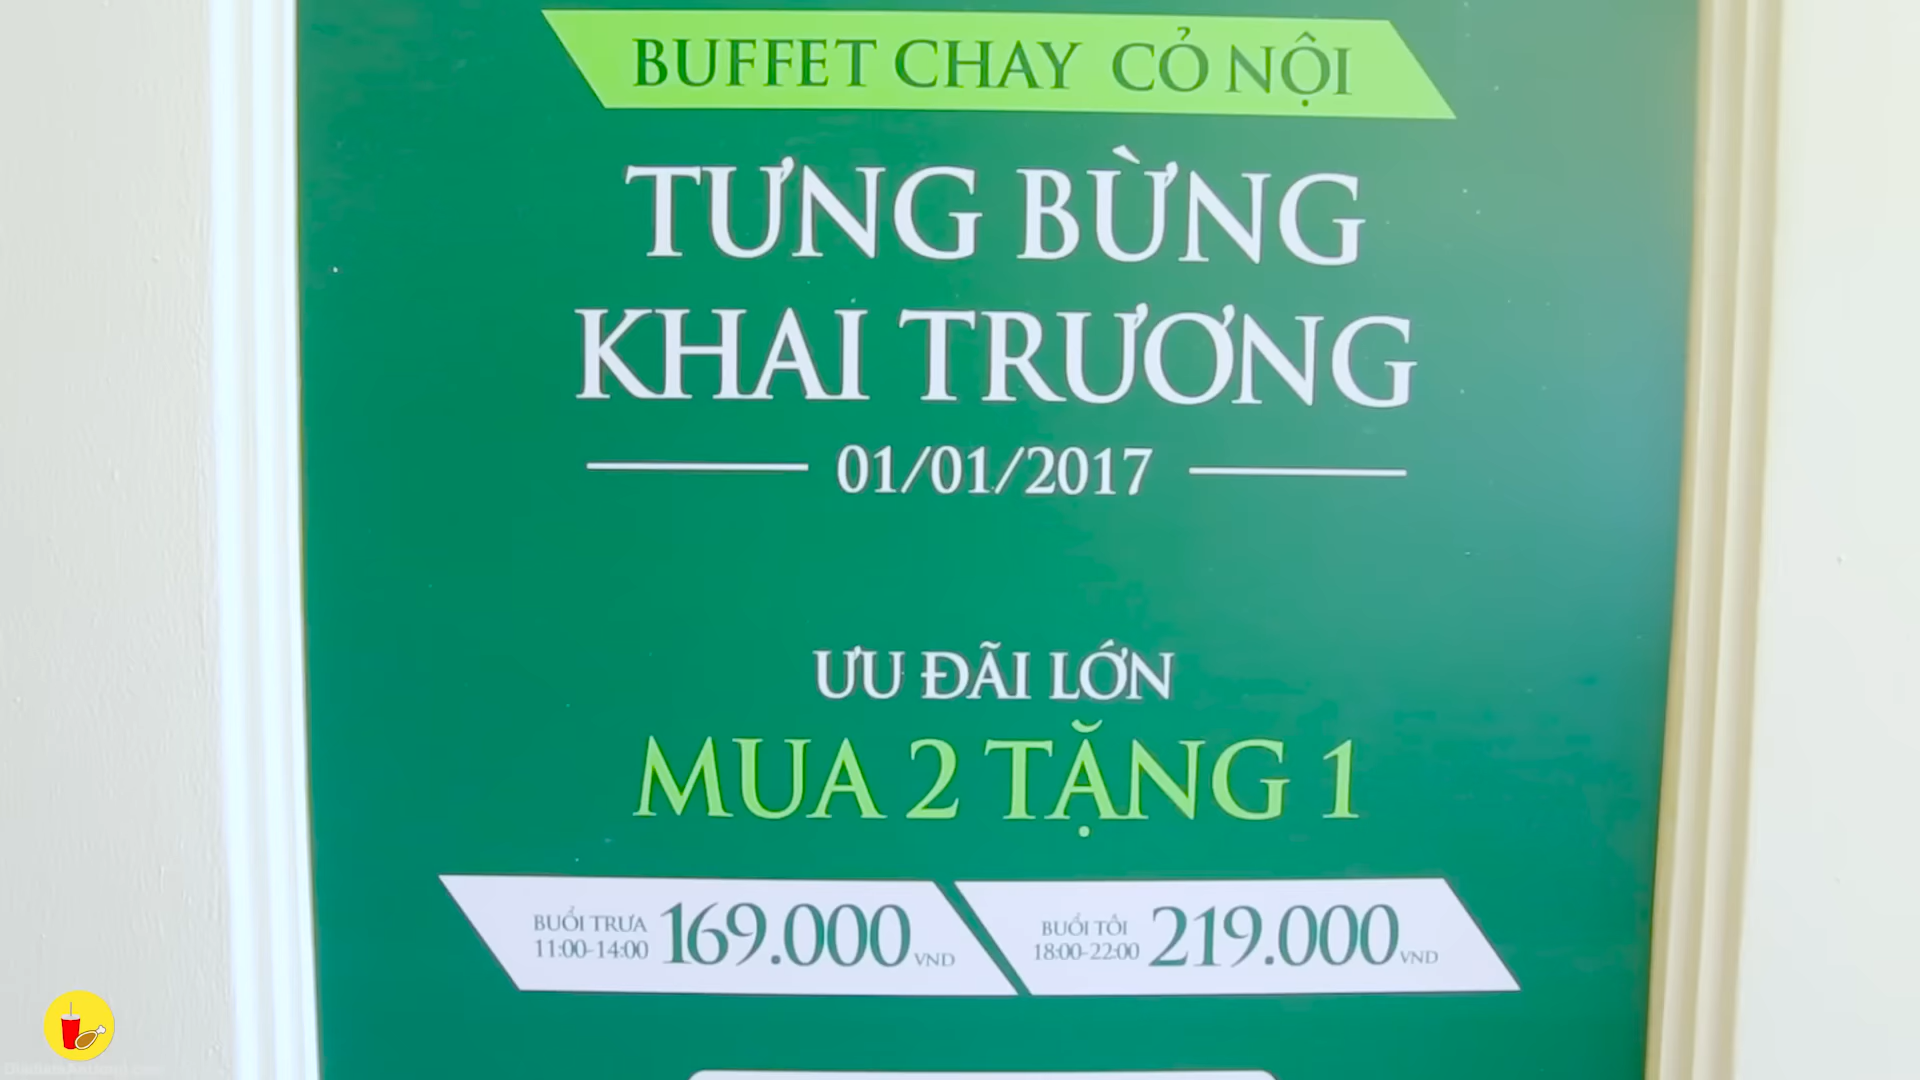 BUFFET CHAY CỎ NỘI
TƯNG BỪNG
KHAI TRƯƠNG
01/01/2017
ƯU ĐÃI LỚN
MUA 2 TẶNG 1
BUỔI TRƯA
11:00-14:00
169.000 VND
BUỔI TỐI
18:00-22:00
219.000 VND